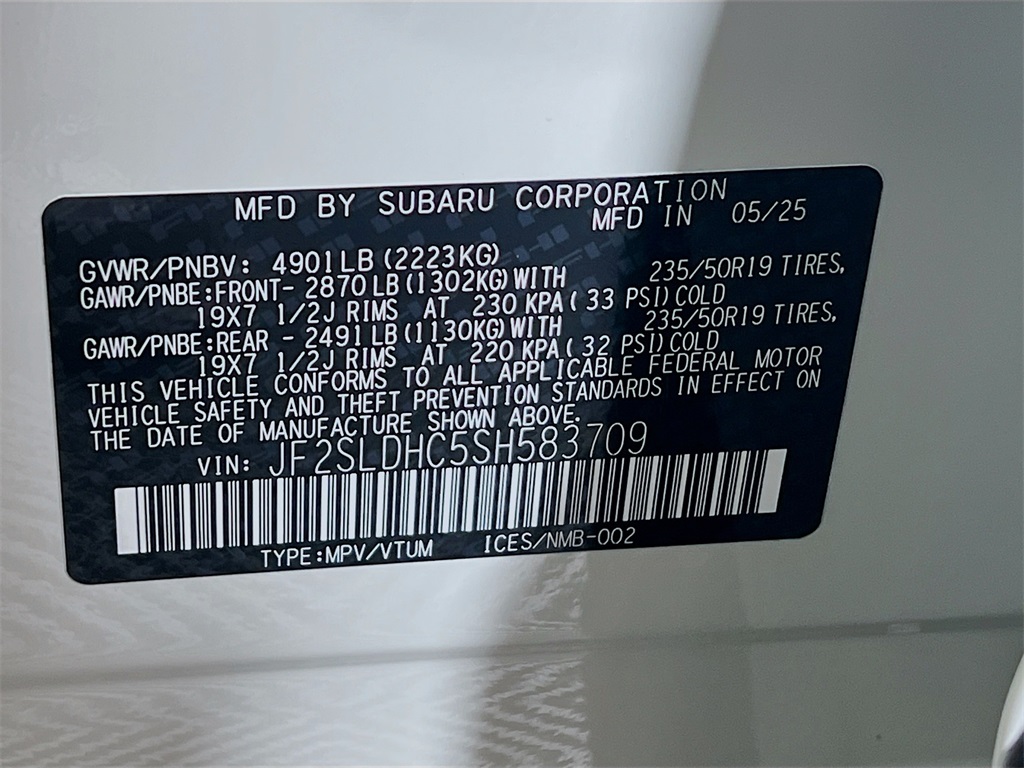 MFD BY SUBARU CORPORATION
MFD IN 05/25
GVWR/PNBV: 4901LB (2223KG)
GAWR/PNBE:FRONT- 2870LB(1302KG)WITH 235/50R19 TIRES,
19X7 1/2J RIMS AT 230 KPA( 33 PSI)COLD
GAWR/PNBE:REAR - 2491LB(1130KG)WITH 235/50R19 TIRES,
19X7 1/2J RIMS AT 220 KPA( 32 PSI)COLD
THIS VEHICLE CONFORMS TO ALL APPLICABLE FEDERAL MOTOR
VEHICLE SAFETY AND THEFT PREVENTION STANDARDS IN EFFECT ON
THE DATE OF MANUFACTURE SHOWN ABOVE.
VIN: JF2SLDHC5SH583709
TYPE:MPV/VTUM ICES/NMB-002